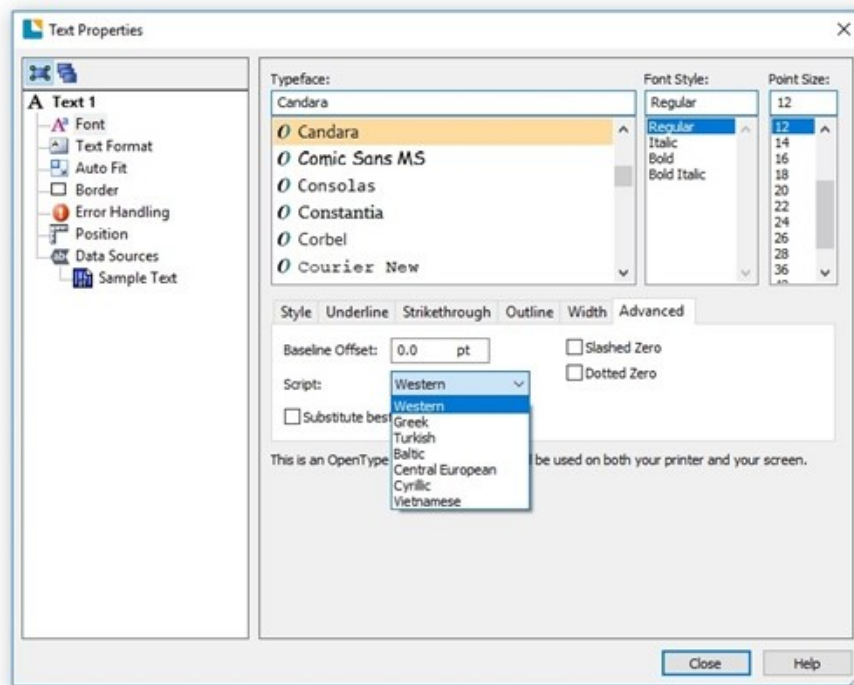 Text Properties
A Text 1
Font
Text Format
Auto Fit
Border
Error Handling
Position
Data Sources
Sample Text
Typeface:
Candara
Candara
Comic Sans MS
Consolas
Constantia
Corbel
Courier New
Font Style:
Regular
Regular
Italic
Bold
Bold Italic
Point Size:
12
12
14
16
18
20
22
24
26
28
36
Style Underline Strikethrough Outline Width Advanced
Baseline Offset: 0.0 pt
Slashed Zero
Script: Western
Dotted Zero
Western
Greek
Turkish
Baltic
Central European
Cyrillic
Vietnamese
Substitute best
This is an OpenType be used on both your printer and your screen.
Close Help